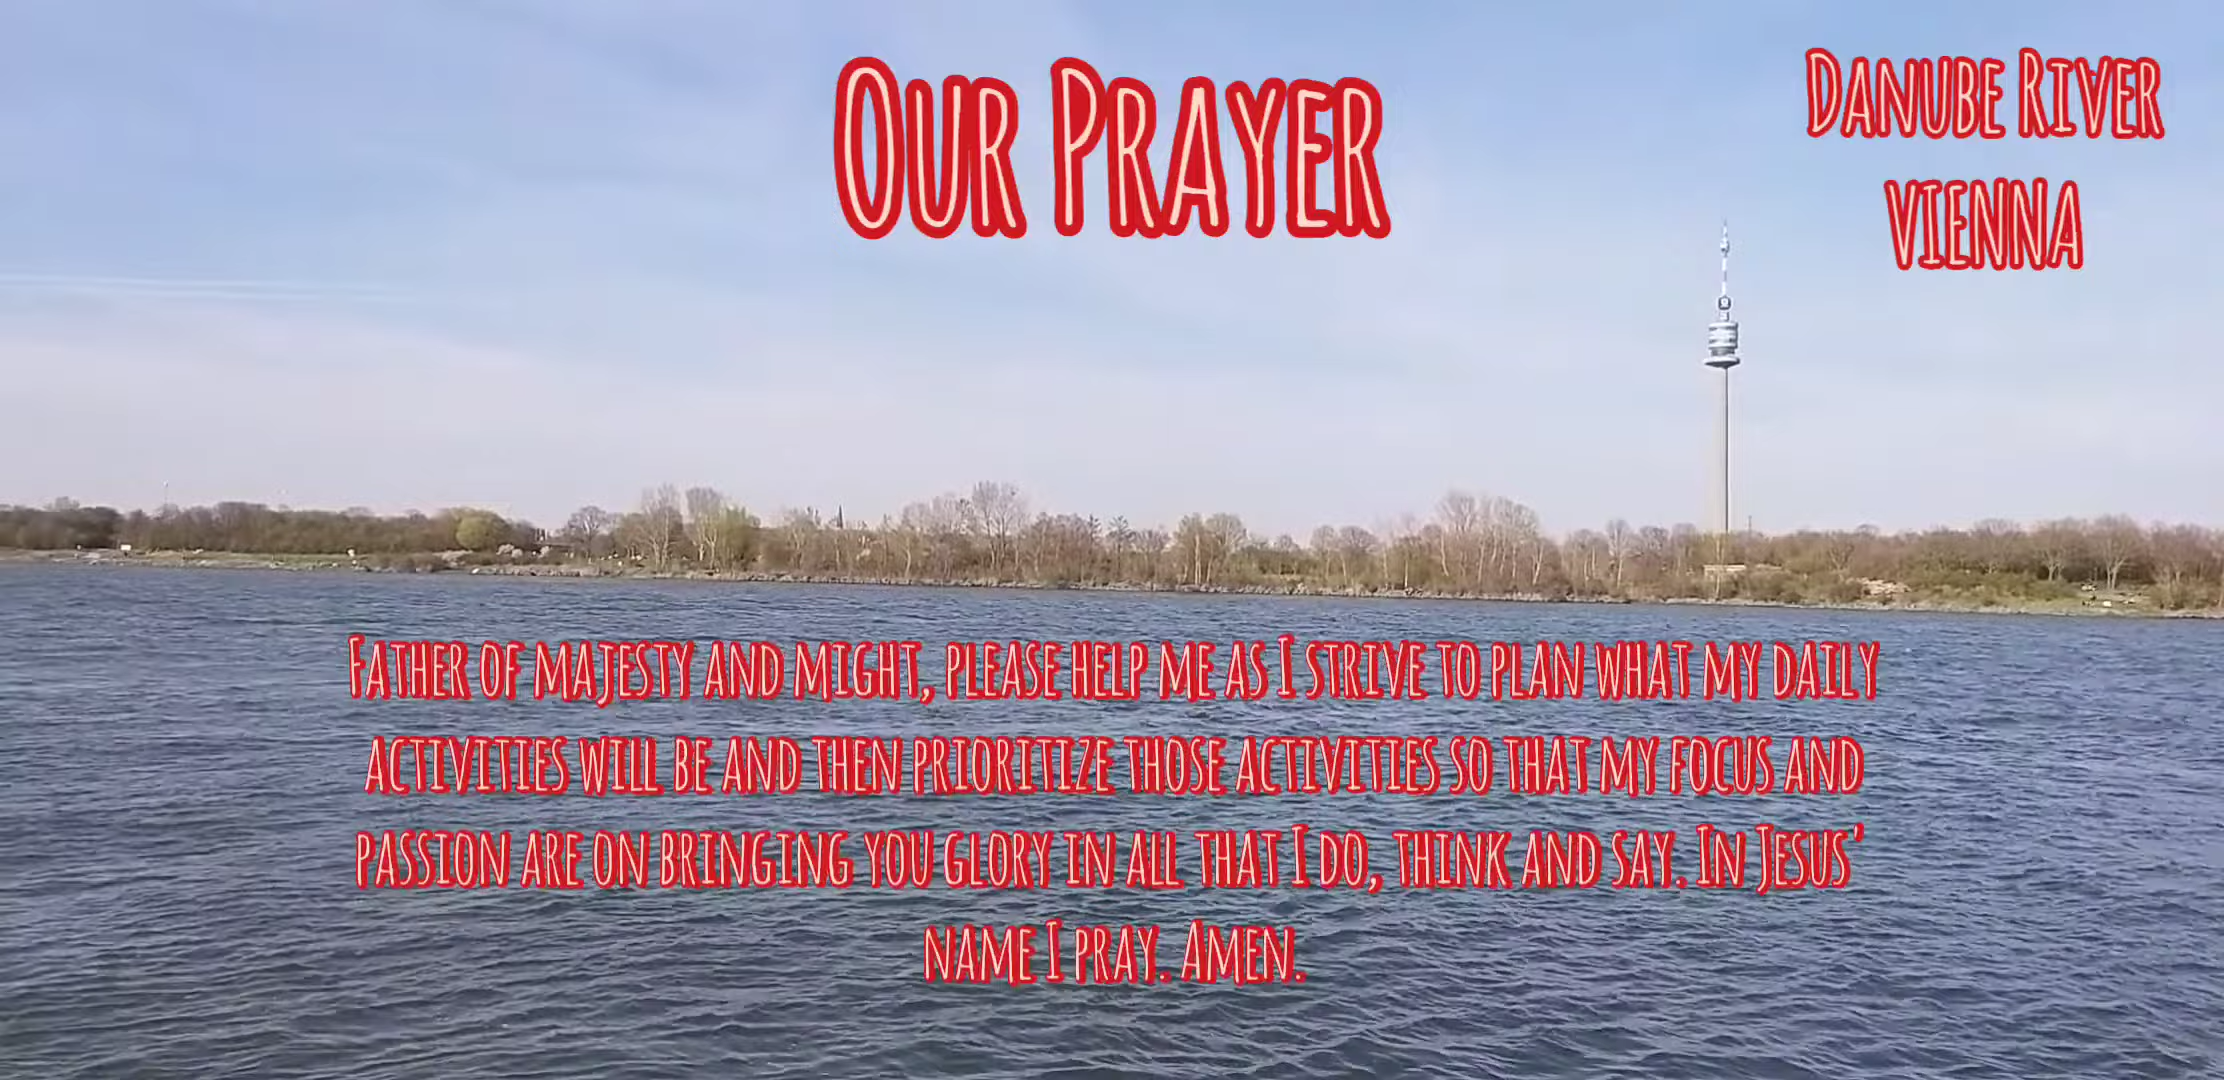 Our Prayer
Danube River
VIENNA
Father of majesty and might, please help me as I strive to plan what my daily
activities will be and then prioritize those activities so that my focus and
passion are on bringing you glory in all that I do, think and say. In Jesus'
name I pray. Amen.